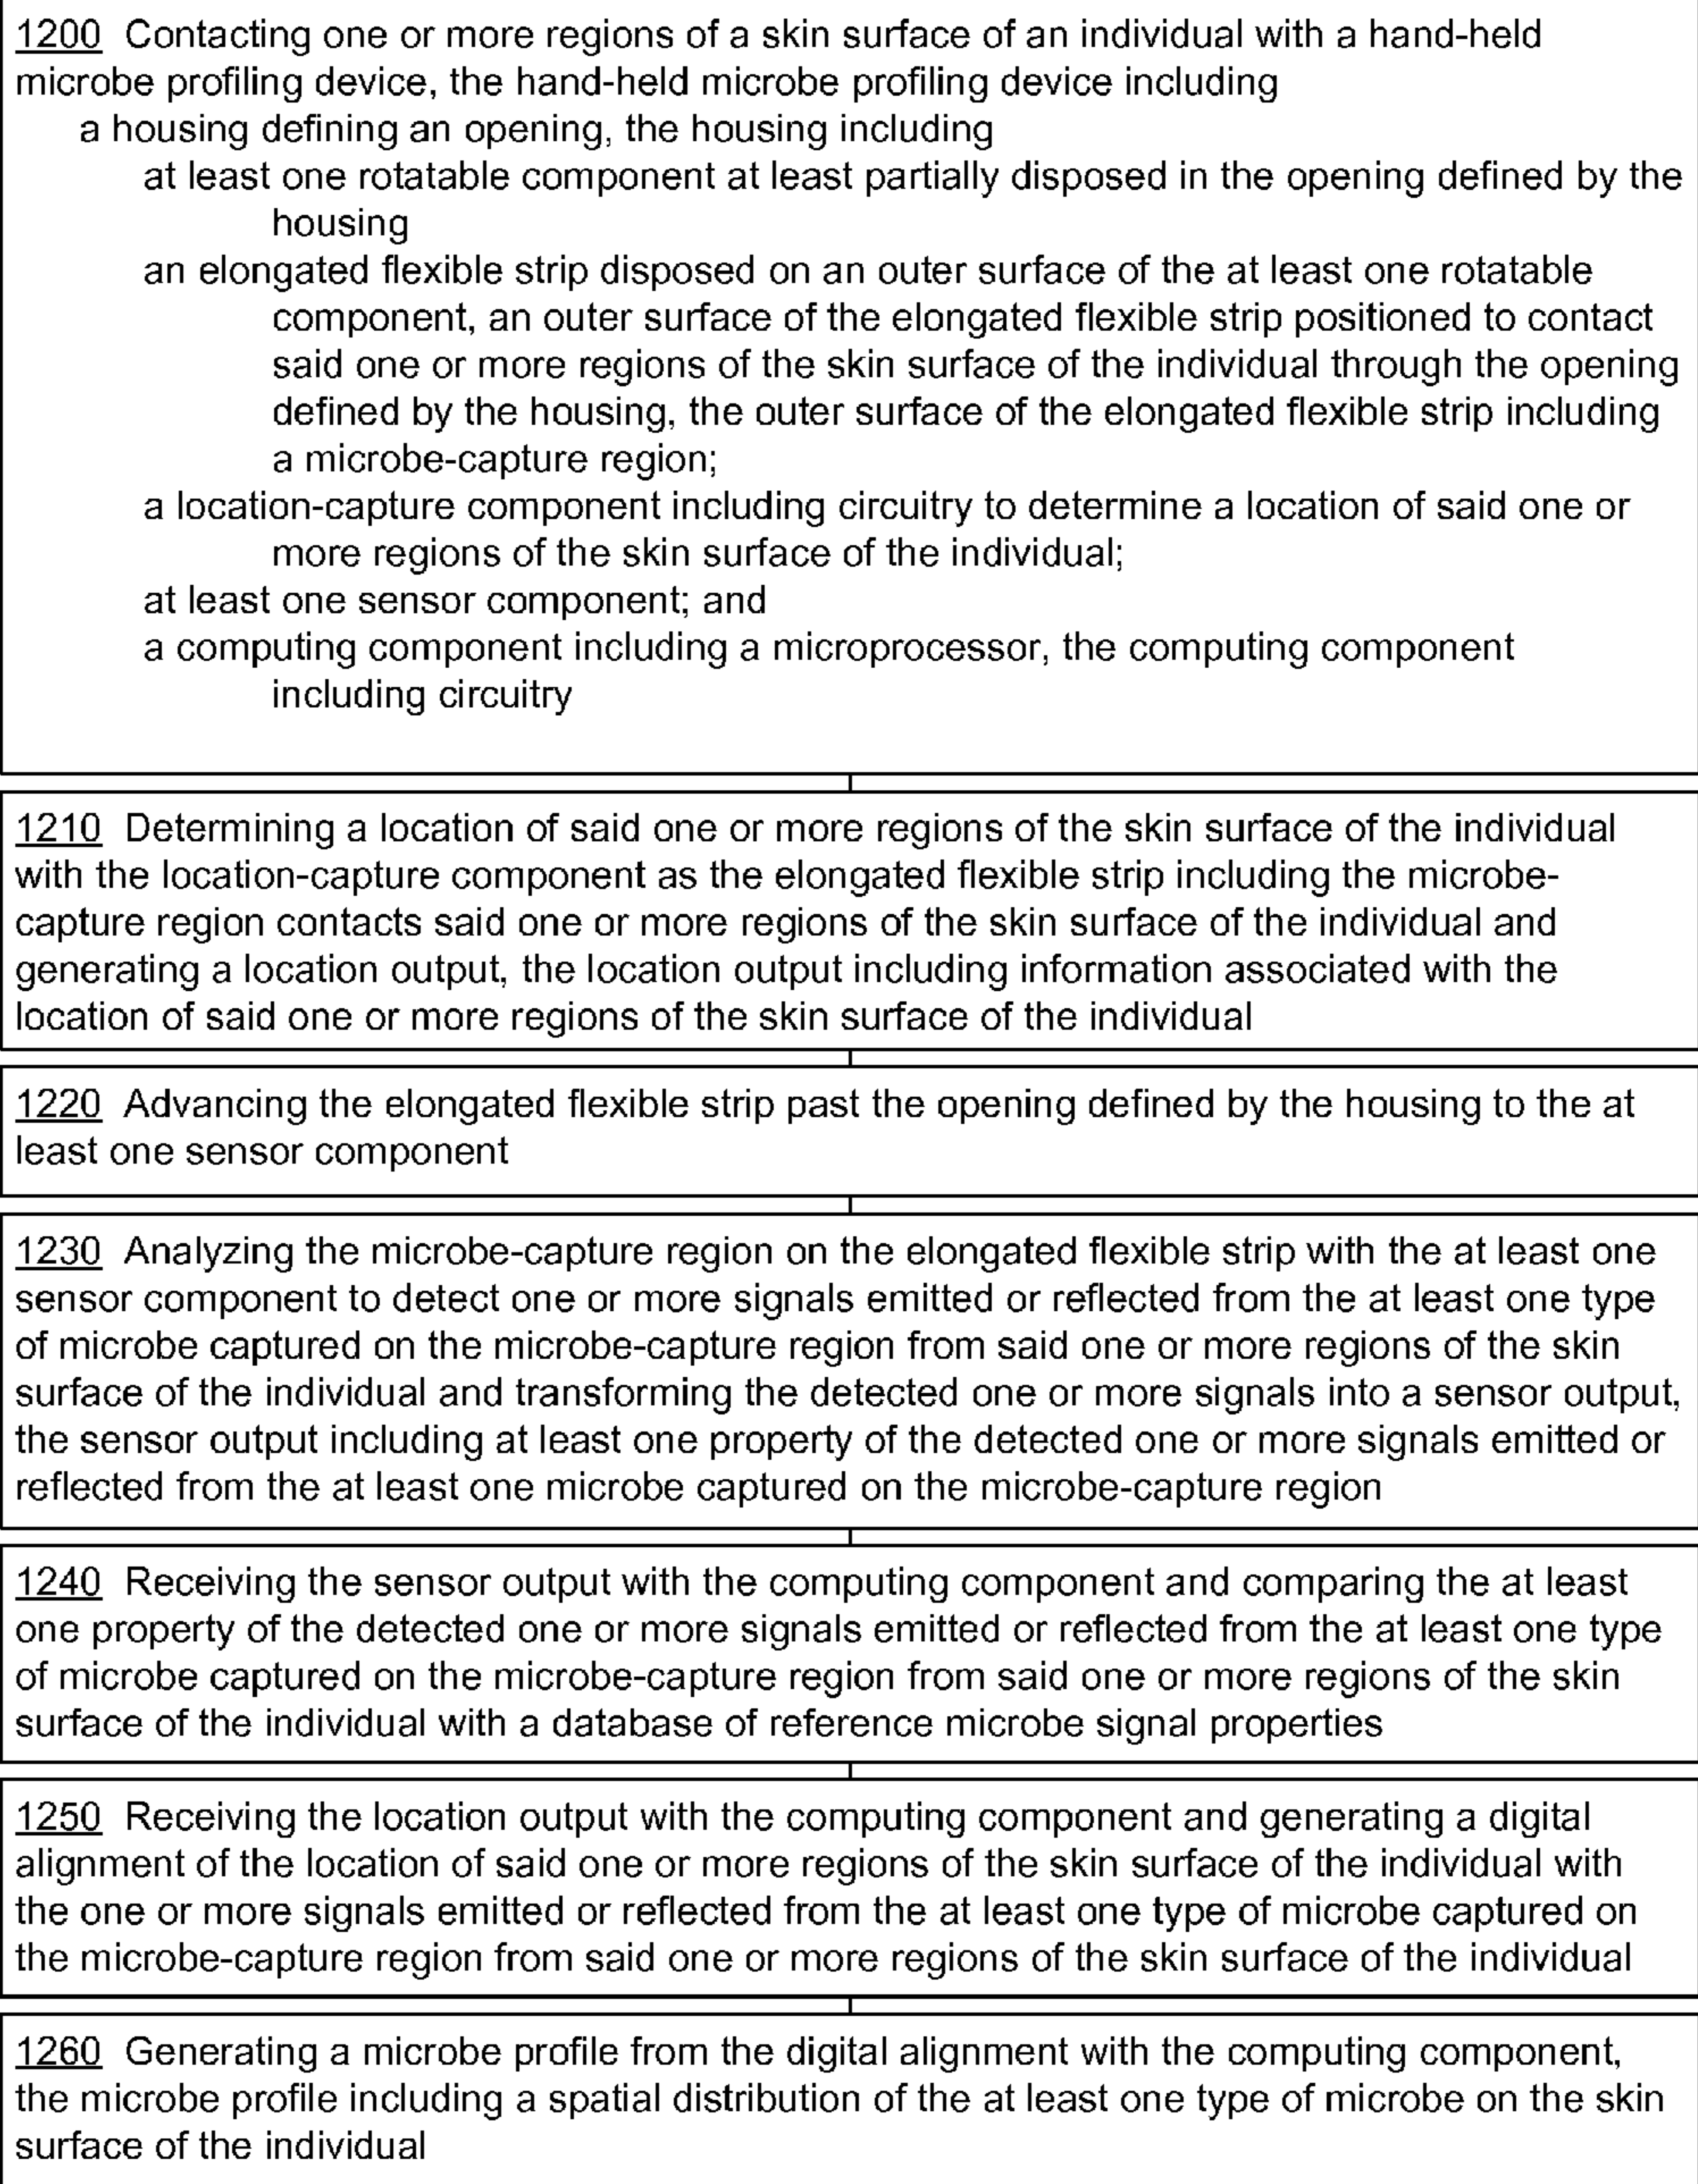 1200 Contacting one or more regions of a skin surface of an individual with a hand-held
microbe profiling device, the hand-held microbe profiling device including
a housing defining an opening, the housing including
at least one rotatable component at least partially disposed in the opening defined by the
housing
an elongated flexible strip disposed on an outer surface of the at least one rotatable
component, an outer surface of the elongated flexible strip positioned to contact
said one or more regions of the skin surface of the individual through the opening
defined by the housing, the outer surface of the elongated flexible strip including
a microbe-capture region;
a location-capture component including circuitry to determine a location of said one or
more regions of the skin surface of the individual;
at least one sensor component; and
a computing component including a microprocessor, the computing component
including circuitry
1210 Determining a location of said one or more regions of the skin surface of the individual
with the location-capture component as the elongated flexible strip including the microbe-
capture region contacts said one or more regions of the skin surface of the individual and
generating a location output, the location output including information associated with the
location of said one or more regions of the skin surface of the individual
1220 Advancing the elongated flexible strip past the opening defined by the housing to the at
least one sensor component
1230 Analyzing the microbe-capture region on the elongated flexible strip with the at least one
sensor component to detect one or more signals emitted or reflected from the at least one type
of microbe captured on the microbe-capture region from said one or more regions of the skin
surface of the individual and transforming the detected one or more signals into a sensor output,
the sensor output including at least one property of the detected one or more signals emitted or
reflected from the at least one microbe captured on the microbe-capture region
1240 Receiving the sensor output with the computing component and comparing the at least
one property of the detected one or more signals emitted or reflected from the at least one type
of microbe captured on the microbe-capture region from said one or more regions of the skin
surface of the individual with a database of reference microbe signal properties
1250 Receiving the location output with the computing component and generating a digital
alignment of the location of said one or more regions of the skin surface of the individual with
the one or more signals emitted or reflected from the at least one type of microbe captured on
the microbe-capture region from said one or more regions of the skin surface of the individual
1260 Generating a microbe profile from the digital alignment with the computing component,
the microbe profile including a spatial distribution of the at least one type of microbe on the skin
surface of the individual